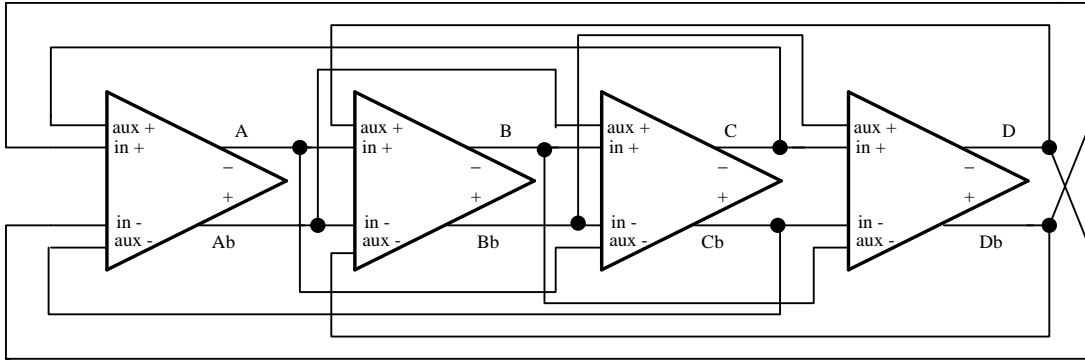 aux + A aux + B aux + C aux + D
in + in + in + in +
− − − −
+ + + +
in - in - in - in -
aux - Ab aux - Bb aux - Cb aux - Db